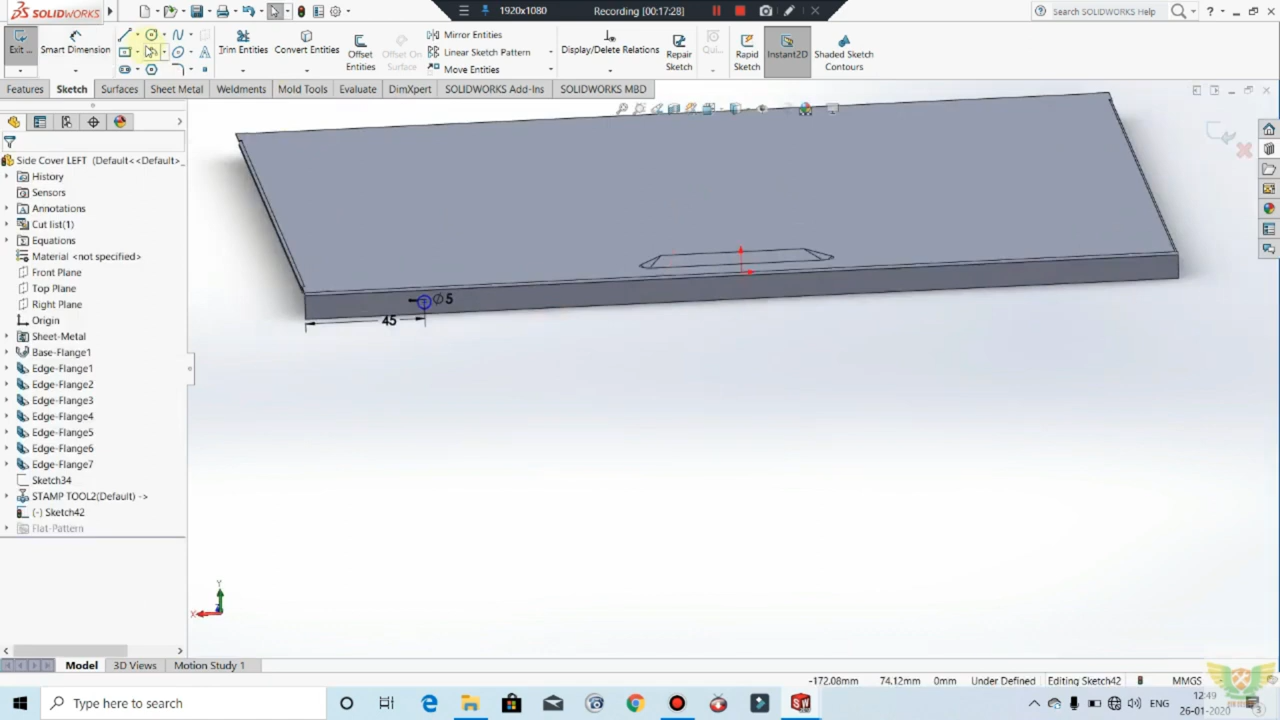 SOLIDWORKS
1920x1080
Recording [00:17:28]
Search SOLIDWORKS Help
Exit ...
Smart Dimension
Trim Entities
Convert Entities
Offset Entities
Offset On Surface
Mirror Entities
Linear Sketch Pattern
Move Entities
Display/Delete Relations
Repair Sketch
Qui...
Rapid Sketch
Instant2D
Shaded Sketch Contours
Features
Sketch
Surfaces
Sheet Metal
Weldments
Mold Tools
Evaluate
DimXpert
SOLIDWORKS Add-Ins
SOLIDWORKS MBD
Side Cover LEFT (Default<<Default>_
History
Sensors
Annotations
Cut list(1)
Equations
Material <not specified>
Front Plane
Top Plane
Right Plane
Origin
Sheet-Metal
Base-Flange1
Edge-Flange1
Edge-Flange2
Edge-Flange3
Edge-Flange4
Edge-Flange5
Edge-Flange6
Edge-Flange7
Sketch34
STAMP TOOL2(Default) ->
(-) Sketch42
Flat-Pattern
∅5
45
Y
X
Model
3D Views
Motion Study 1
-172.08mm
74.12mm
0mm
Under Defined
Editing Sketch42
MMGS
Type here to search
ENG
12:49
26-01-2020
3